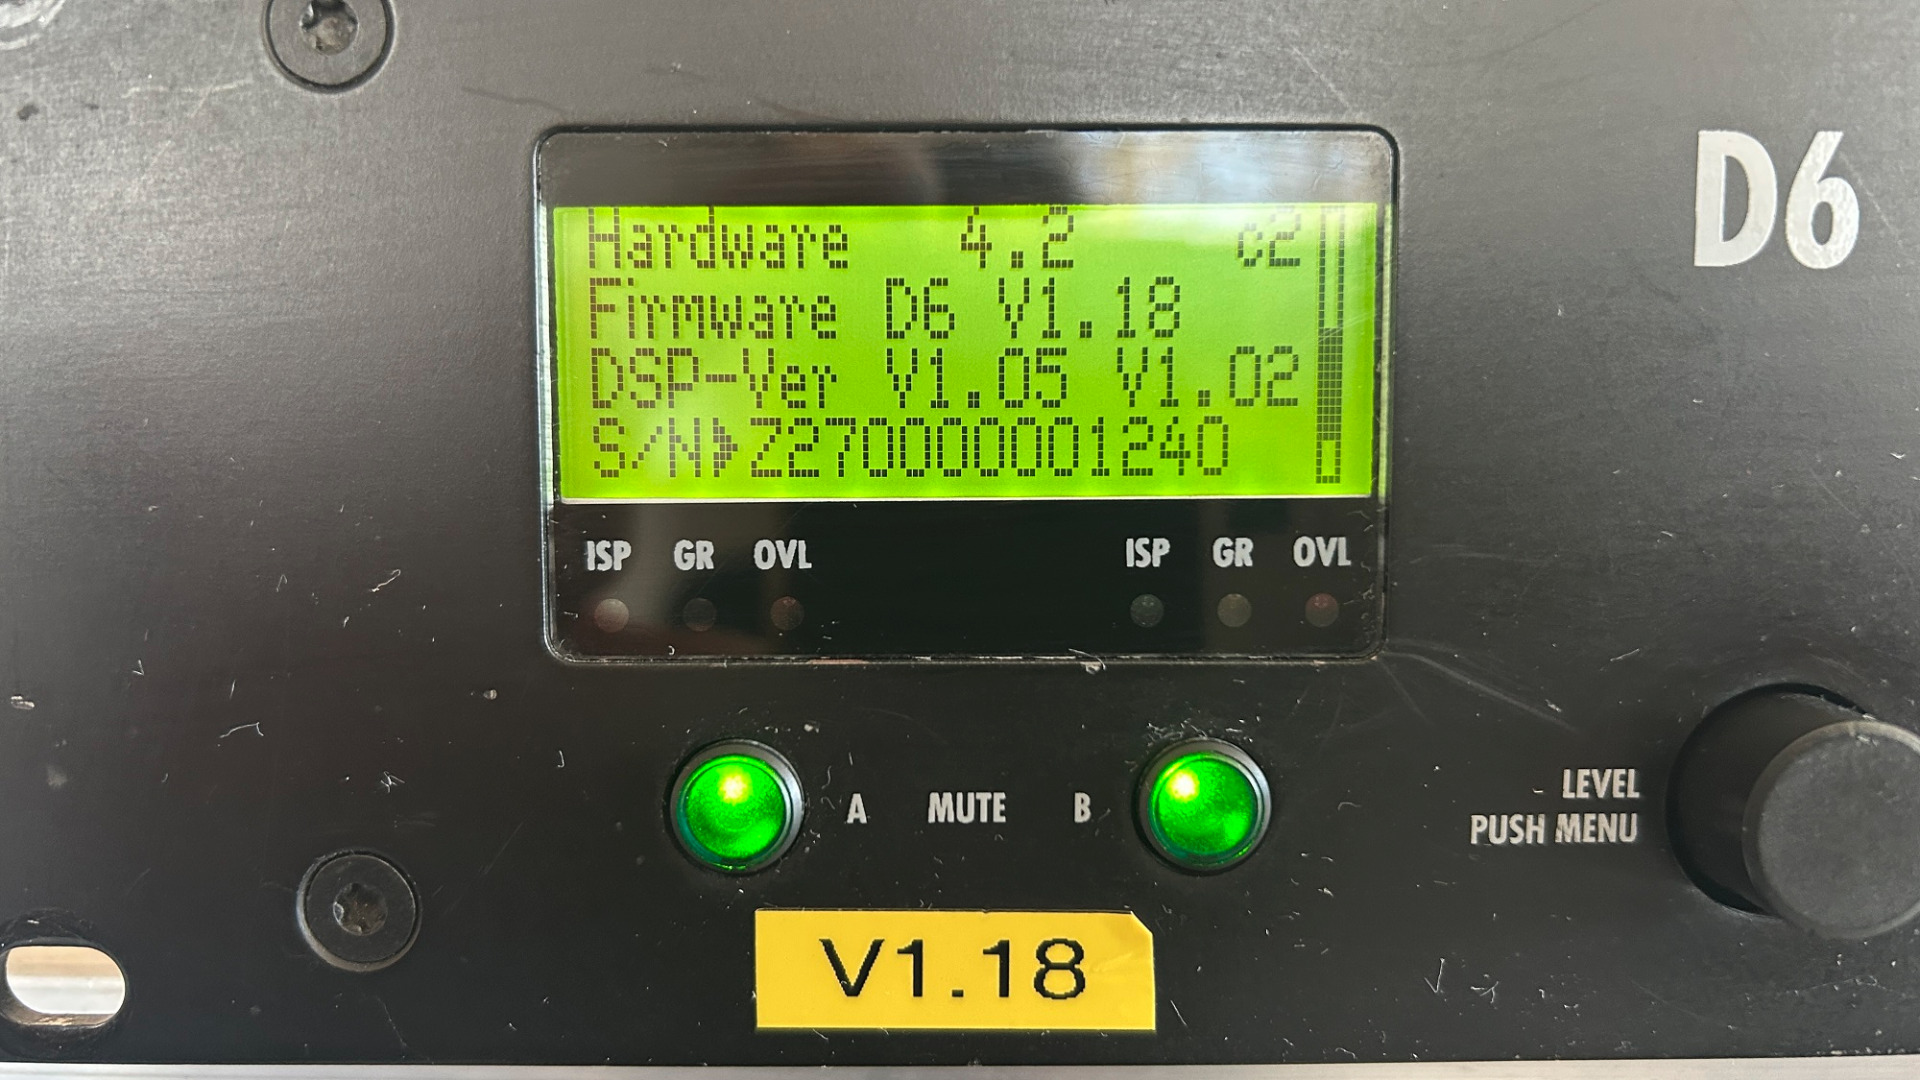 D6
Hardware 4.2 c2
Firmware D6 V1.18
DSP-Ver V1.05 V1.02
S/N▶Z270000001240
ISP GR OVL ISP GR OVL
A MUTE B
LEVEL
PUSH MENU
V1.18